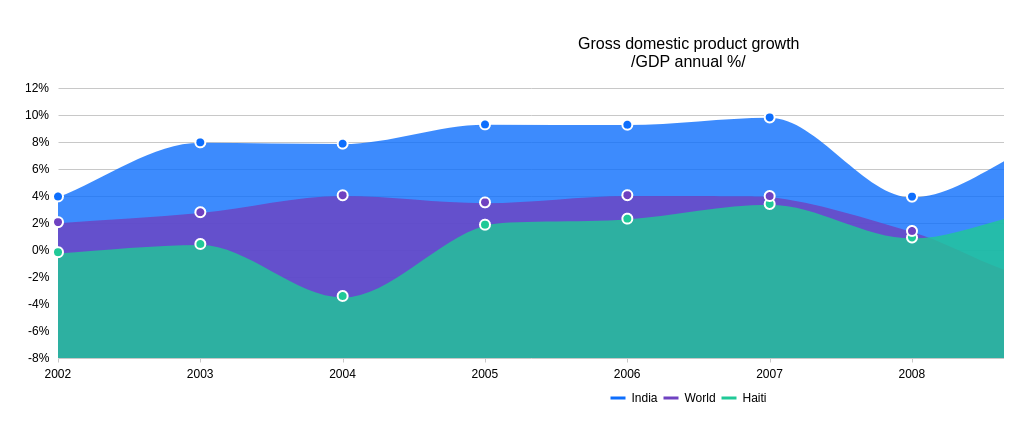 Gross domestic product growth
/GDP annual %/
12%
10%
8%
6%
4%
2%
0%
-2%
-4%
-6%
-8%
2002 2003 2004 2005 2006 2007 2008
India World Haiti